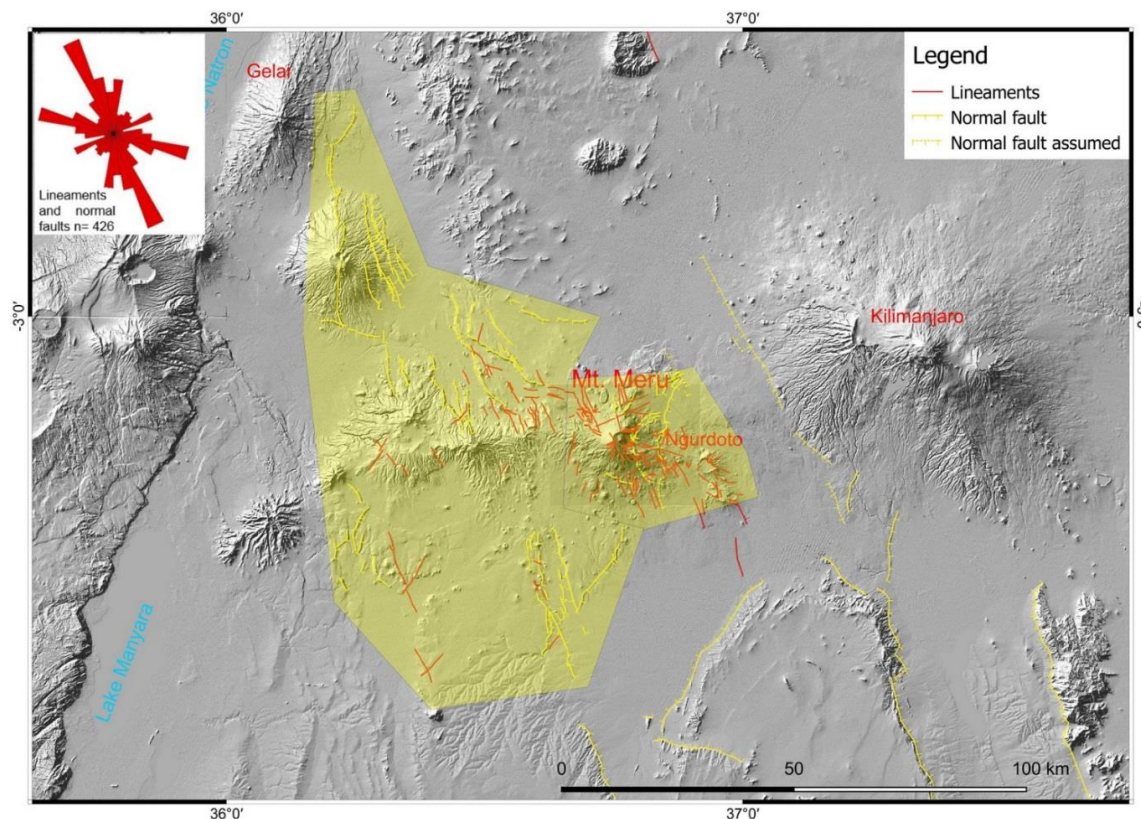 36°0'
37°0'
Natron
Gelai
Legend
Lineaments
Normal fault
Normal fault assumed
Lineaments
and normal
faults n= 426
-3°0'
Kilimanjaro
Mt. Meru
Ngurdoto
Lake Manyara
0 50 100 km
36°0'
37°0'